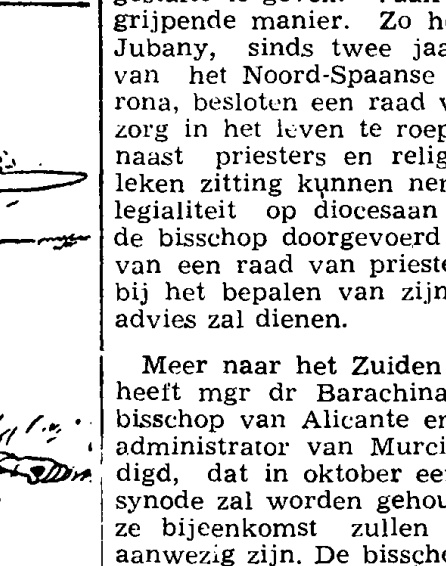 grijpende manier. Zo he
Jubany, sinds twee jaa
van het Noord-Spaanse
rona, besloten een raad v
zorg in het leven te roep
naast priesters en relig
leken zitting kunnen nem
legialiteit op diocesaan
de bisschop doorgevoerd
van een raad van prieste
bij het bepalen van zijn
advies zal dienen.
Meer naar het Zuiden
heeft mgr dr Barachina
bisschop van Alicante en
administrator van Murci
digd, dat in oktober een
synode zal worden gehou
ze bijeenkomst zullen
aanwezig zijn. De bissche